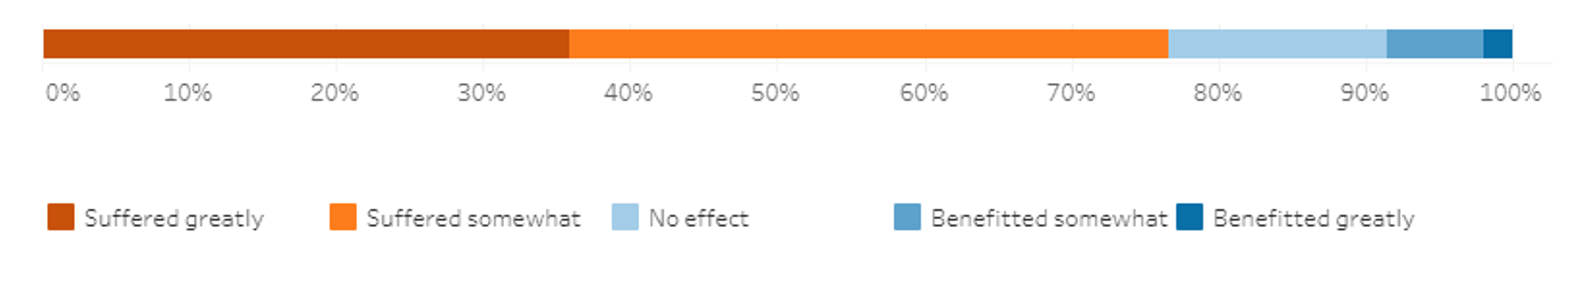 0% 10% 20% 30% 40% 50% 60% 70% 80% 90% 100%
Suffered greatly Suffered somewhat No effect Benefitted somewhat Benefitted greatly